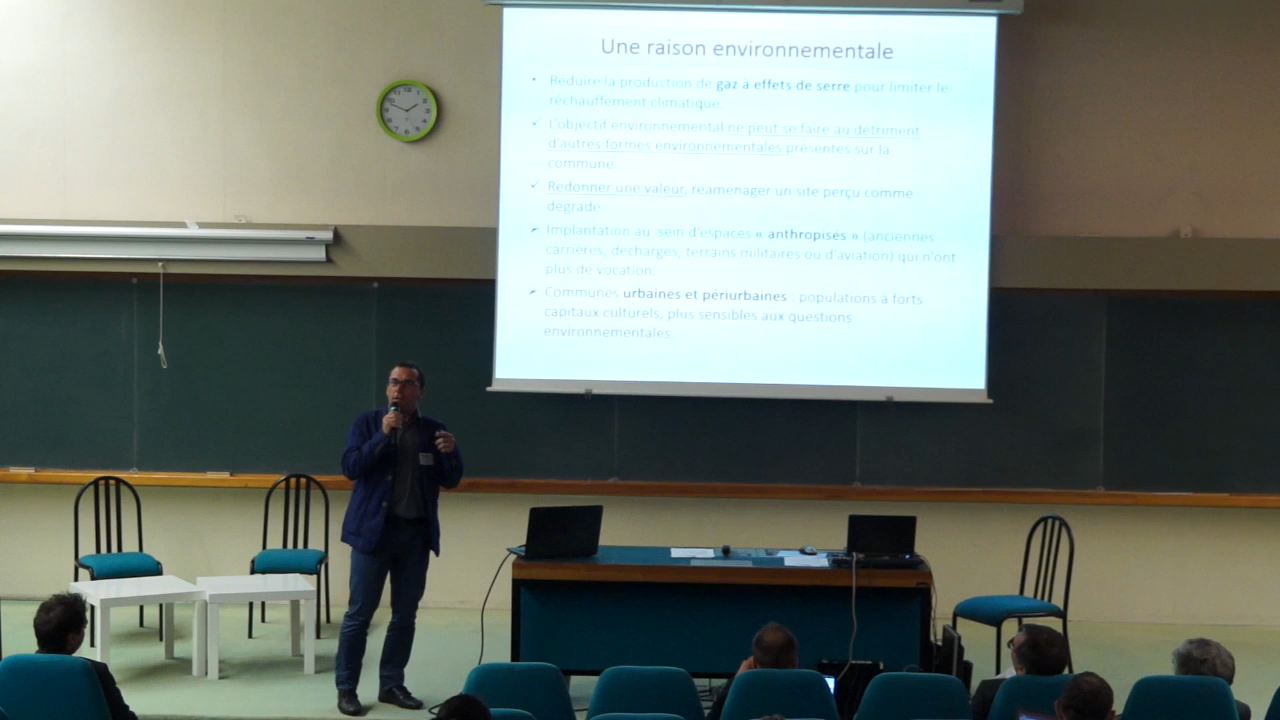 Une raison environnementale
• Réduire la production de gaz à effets de serre pour limiter le
réchauffement climatique.
✓ L'objectif environnemental ne peut se faire au détriment
d'autres formes environnementales présentes sur la
commune.
✓ Redonner une valeur, réaménager un site perçu comme
dégradé.
➢ Implantation au sein d'espaces « anthropisés » (anciennes
carrières, décharges, terrains militaires ou d'aviation) qui n'ont
plus de vocation.
➢ Communes urbaines et périurbaines : populations à forts
capitaux culturels, plus sensibles aux questions
environnementales.